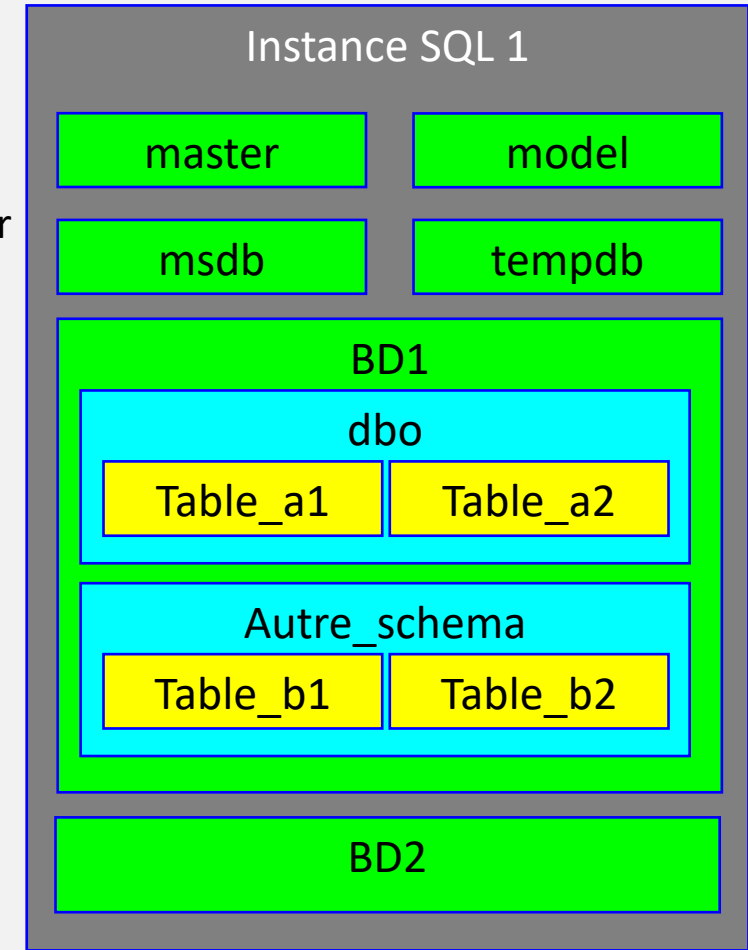 Instance SQL 1
master model
r
msdb tempdb
BD1
dbo
Table_a1 Table_a2
Autre_schema
Table_b1 Table_b2
BD2